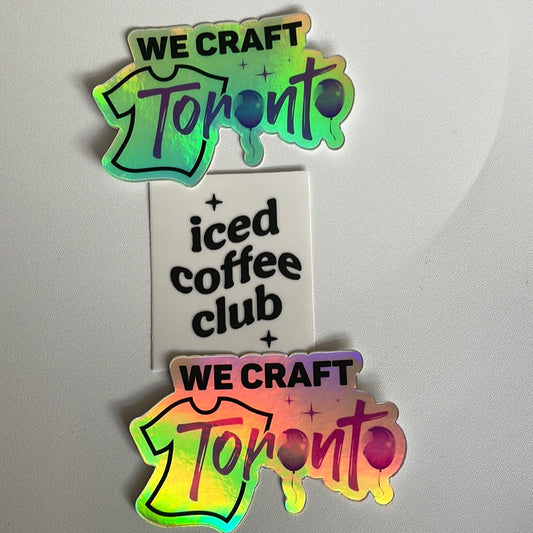 WE CRAFT
Toronto
iced
coffee
club
WE CRAFT
Toronto